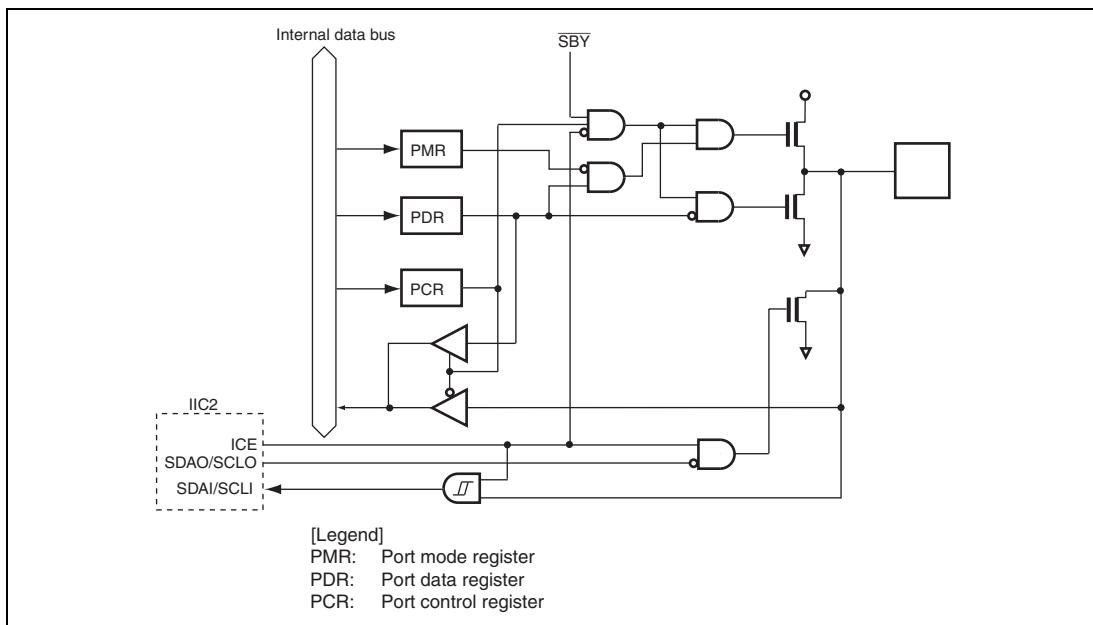 Internal data bus
SBY
PMR
PDR
PCR
IIC2
ICE
SDAO/SCLO
SDAI/SCLI
[Legend]
PMR: Port mode register
PDR: Port data register
PCR: Port control register